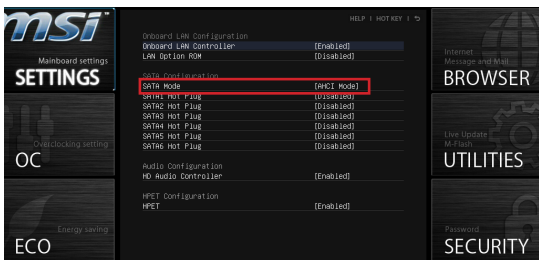 msi
HELP | HOT KEY | ⮌
Mainboard settings
SETTINGS
Overclocking setting
OC
Energy saving
ECO
Onboard LAN Configuration
Onboard LAN Controller [Enabled]
LAN Option ROM [Disabled]
SATA Configuration
SATA Mode [AHCI Mode]
SATA1 Hot Plug [Disabled]
SATA2 Hot Plug [Disabled]
SATA3 Hot Plug [Disabled]
SATA4 Hot Plug [Disabled]
SATA5 Hot Plug [Disabled]
SATA6 Hot Plug [Disabled]
Audio Configuration
HD Audio Controller [Enabled]
HPET Configuration
HPET [Enabled]
Internet
Message and Mail
BROWSER
Live Update
M-Flash
UTILITIES
Password
SECURITY